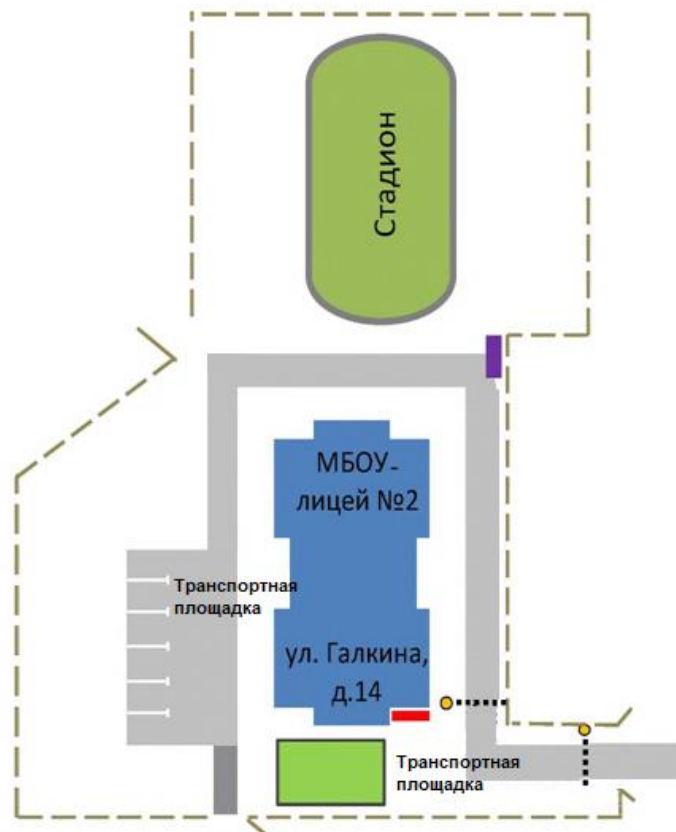 Стадион
МБОУ-
лицей №2
Транспортная
площадка
ул. Галкина,
д.14
Транспортная
площадка